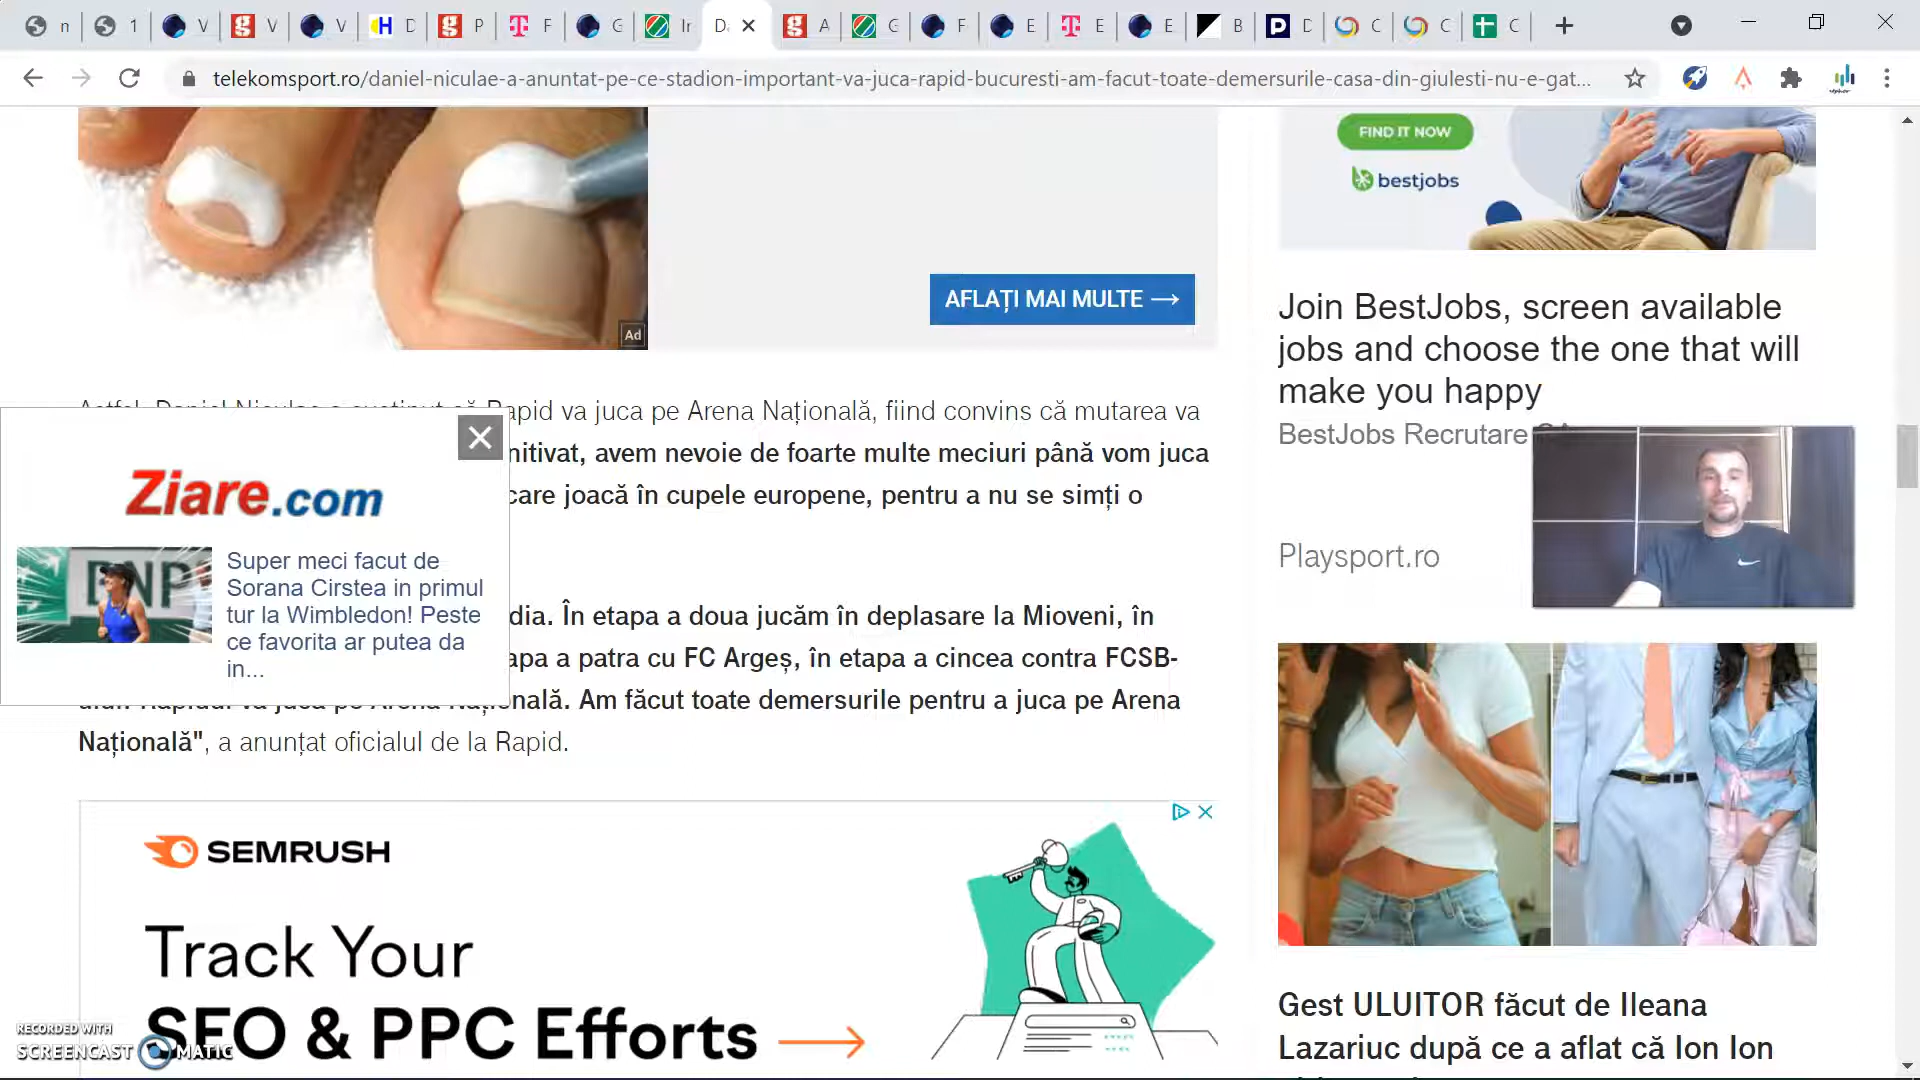 n
1
V
V
V
D
P
F
G
Ir
D
A
G
F
E
E
E
B
D
C
C
C
telekomsport.ro/daniel-niculae-a-anuntat-pe-ce-stadion-important-va-juca-rapid-bucuresti-am-facut-toate-demersurile-casa-din-giulesti-nu-e-gat...
FIND IT NOW
bestjobs
AFLAȚI MAI MULTE →
Ad
Join BestJobs, screen available
jobs and choose the one that will
make you happy
BestJobs Recrutare
Playsport.ro
Rapid va juca pe Arena Națională, fiind convins că mutarea va
nitivat, avem nevoie de foarte multe meciuri până vom juca
care joacă în cupele europene, pentru a nu se simți o
dia. În etapa a doua jucăm în deplasare la Mioveni, în
apa a patra cu FC Argeș, în etapa a cincea contra FCSB-
nală. Am făcut toate demersurile pentru a juca pe Arena
Națională", a anunțat oficialul de la Rapid.
Ziare.com
BNP
Super meci facut de
Sorana Cirstea in primul
tur la Wimbledon! Peste
ce favorita ar putea da
in...
SEMRUSH
Track Your
SEO & PPC Efforts
RECORDED WITH
SCREENCAST MATIC
Gest ULUITOR făcut de Ileana
Lazariuc după ce a aflat că Ion Ion